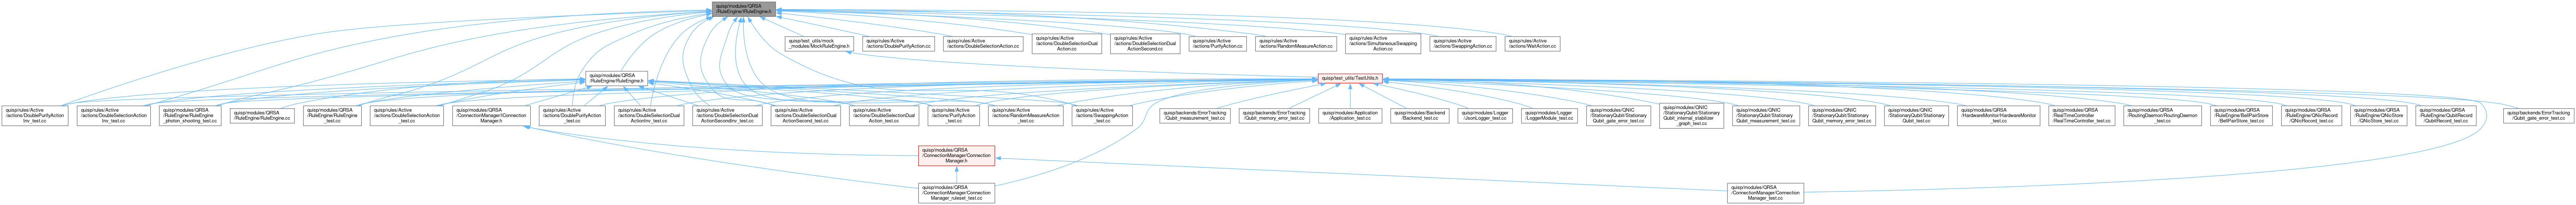 quisp/modules/QRSA
/RuleEngine/IRuleEngine.h
quisp/test_utils/mock
_modules/MockRuleEngine.h
quisp/rules/Active
/actions/DoublePurifyAction.cc
quisp/rules/Active
/actions/DoubleSelectionAction.cc
quisp/rules/Active
/actions/DoubleSelectionDual
Action.cc
quisp/rules/Active
/actions/DoubleSelectionDual
ActionSecond.cc
quisp/rules/Active
/actions/PurifyAction.cc
quisp/rules/Active
/actions/RandomMeasureAction.cc
quisp/rules/Active
/actions/SimultaneousSwapping
Action.cc
quisp/rules/Active
/actions/SwappingAction.cc
quisp/rules/Active
/actions/WaitAction.cc
quisp/modules/QRSA
/RuleEngine/RuleEngine.h
quisp/test_utils/TestUtils.h
quisp/rules/Active
/actions/DoublePurifyAction
Inv_test.cc
quisp/rules/Active
/actions/DoubleSelectionAction
Inv_test.cc
quisp/modules/QRSA
/RuleEngine/RuleEngine
_photon_shooting_test.cc
quisp/modules/QRSA
/RuleEngine/RuleEngine.cc
quisp/modules/QRSA
/RuleEngine/RuleEngine
_test.cc
quisp/rules/Active
/actions/DoubleSelectionAction
_test.cc
quisp/modules/QRSA
/ConnectionManager/IConnection
Manager.h
quisp/rules/Active
/actions/DoublePurifyAction
_test.cc
quisp/rules/Active
/actions/DoubleSelectionDual
ActionInv_test.cc
quisp/rules/Active
/actions/DoubleSelectionDual
ActionSecondInv_test.cc
quisp/rules/Active
/actions/DoubleSelectionDual
ActionSecond_test.cc
quisp/rules/Active
/actions/DoubleSelectionDual
Action_test.cc
quisp/rules/Active
/actions/PurifyAction
_test.cc
quisp/rules/Active
/actions/RandomMeasureAction
_test.cc
quisp/rules/Active
/actions/SwappingAction
_test.cc
quisp/backends/ErrorTracking
/Qubit_measurement_test.cc
quisp/backends/ErrorTracking
/Qubit_memory_error_test.cc
quisp/modules/Application
/Application_test.cc
quisp/modules/Backend
/Backend_test.cc
quisp/modules/Logger
/JsonLogger_test.cc
quisp/modules/Logger
/LoggerModule_test.cc
quisp/modules/QNIC
/StationaryQubit/Stationary
Qubit_gate_error_test.cc
quisp/modules/QNIC
/StationaryQubit/Stationary
Qubit_internal_stabilizer
_graph_test.cc
quisp/modules/QNIC
/StationaryQubit/Stationary
Qubit_measurement_test.cc
quisp/modules/QNIC
/StationaryQubit/Stationary
Qubit_memory_error_test.cc
quisp/modules/QNIC
/StationaryQubit/Stationary
Qubit_test.cc
quisp/modules/QRSA
/HardwareMonitor/HardwareMonitor
_test.cc
quisp/modules/QRSA
/RealTimeController
/RealTimeController_test.cc
quisp/modules/QRSA
/RoutingDaemon/RoutingDaemon
_test.cc
quisp/modules/QRSA
/RuleEngine/BellPairStore
/BellPairStore_test.cc
quisp/modules/QRSA
/RuleEngine/QNicRecord
/QNicRecord_test.cc
quisp/modules/QRSA
/RuleEngine/QNicStore
/QNicStore_test.cc
quisp/modules/QRSA
/RuleEngine/QubitRecord
/QubitRecord_test.cc
quisp/backends/ErrorTracking
/Qubit_gate_error_test.cc
quisp/modules/QRSA
/ConnectionManager/Connection
Manager.h
quisp/modules/QRSA
/ConnectionManager/Connection
Manager_ruleset_test.cc
quisp/modules/QRSA
/ConnectionManager/Connection
Manager_test.cc